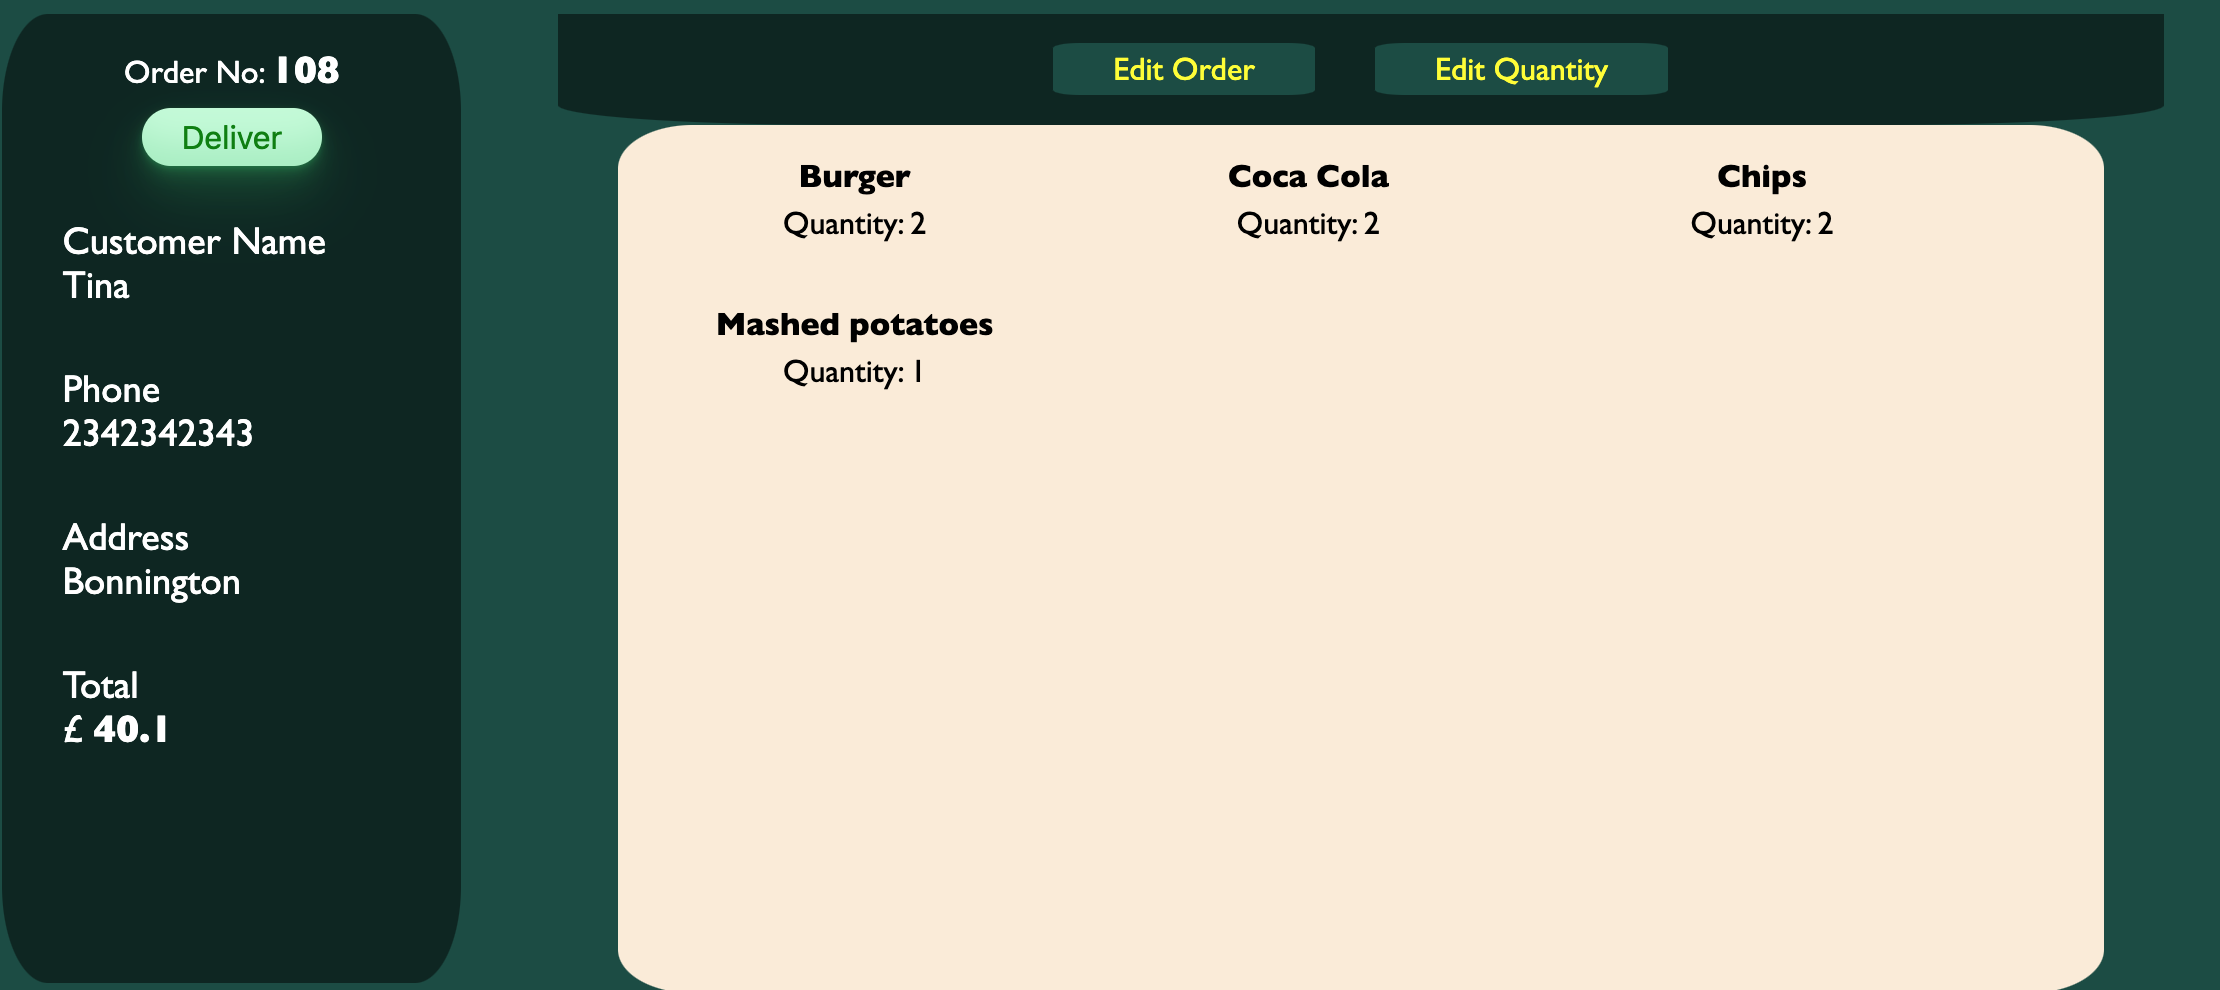 Order No: 108
Deliver
Customer Name
Tina
Phone
2342342343
Address
Bonnington
Total
£ 40.1
Edit Order
Edit Quantity
Burger
Quantity: 2
Coca Cola
Quantity: 2
Chips
Quantity: 2
Mashed potatoes
Quantity: 1